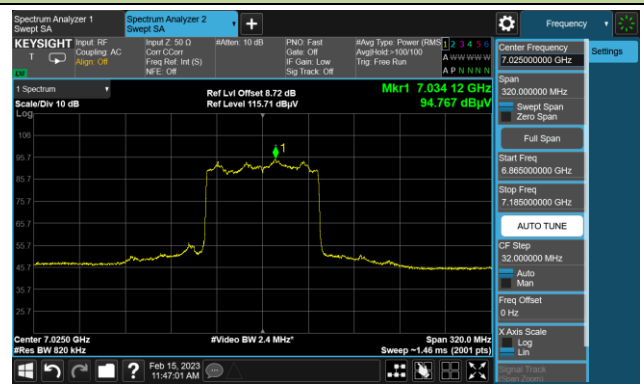 Spectrum Analyzer 1
Swept SA
Spectrum Analyzer 2
Swept SA
Frequency
KEYSIGHT
T
LXI
Input: RF
Coupling: AC
Align: Off
Input Z: 50 Ω
Corr CCorr
Freq Ref: Int (S)
NFE: Off
#Atten: 10 dB
PNO: Fast
Gate: Off
IF Gain: Low
Sig Track: Off
#Avg Type: Power (RMS)
Avg|Hold:>100/100
Trig: Free Run
1 2 3 4 5 6
A W W W W W
A P N N N N
Center Frequency
7.025000000 GHz
Settings
Span
320.000000 MHz
Swept Span
Zero Span
Full Span
Start Freq
6.865000000 GHz
Stop Freq
7.185000000 GHz
AUTO TUNE
CF Step
32.000000 MHz
Auto
Man
Freq Offset
0 Hz
X Axis Scale
Log
Lin
Signal Track
(Span Zoom)
1 Spectrum
Scale/Div 10 dB
Log
Ref Lvl Offset 8.72 dB
Ref Level 115.71 dBµV
Mkr1 7.034 12 GHz
94.767 dBµV
1
106
95.7
85.7
75.7
65.7
55.7
45.7
35.7
25.7
Center 7.0250 GHz
#Res BW 820 kHz
#Video BW 2.4 MHz*
Span 320.0 MHz
Sweep ~1.46 ms (2001 pts)
?
Feb 15, 2023
11:47:01 AM